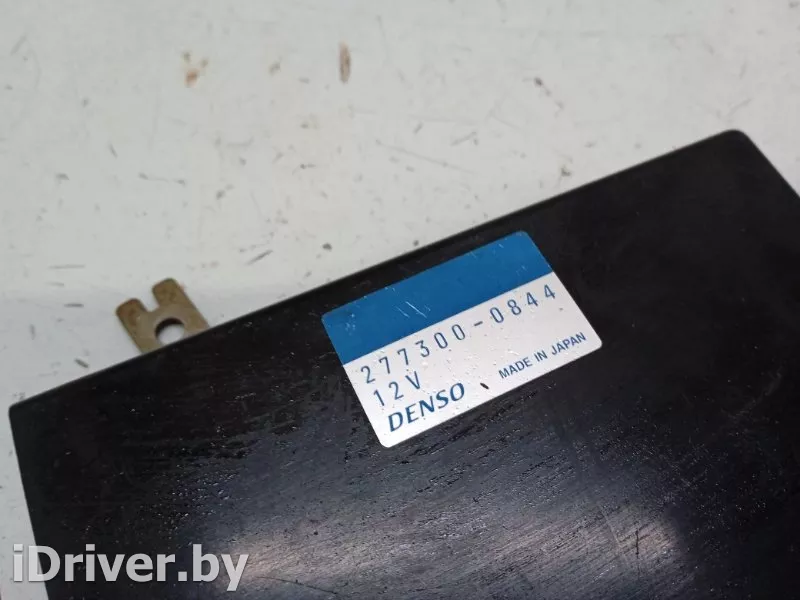 277300-0844
12V
DENSO MADE IN JAPAN
iDriver.by